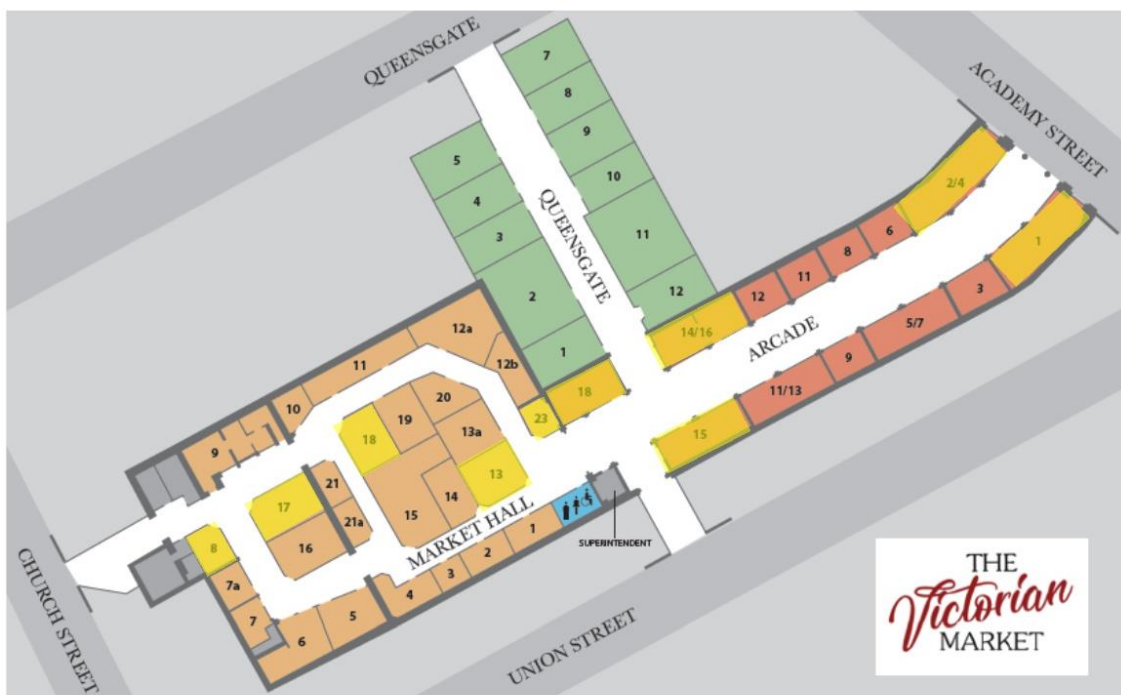 QUEENSGATE
ACADEMY STREET
7
8
9
10
11
12
5
4
3
2
1
QUEENSGATE
2/4
6
8
11
12
14/16
1
3
5/7
9
11/13
15
ARCADE
18
23
12a
12b
11
10
9
20
19
18
13a
13
14
15
21
21a
17
16
8
7a
7
6
5
4
3
2
1
MARKET HALL
SUPERINTENDENT
CHURCH STREET
UNION STREET
THE
Victorian
MARKET